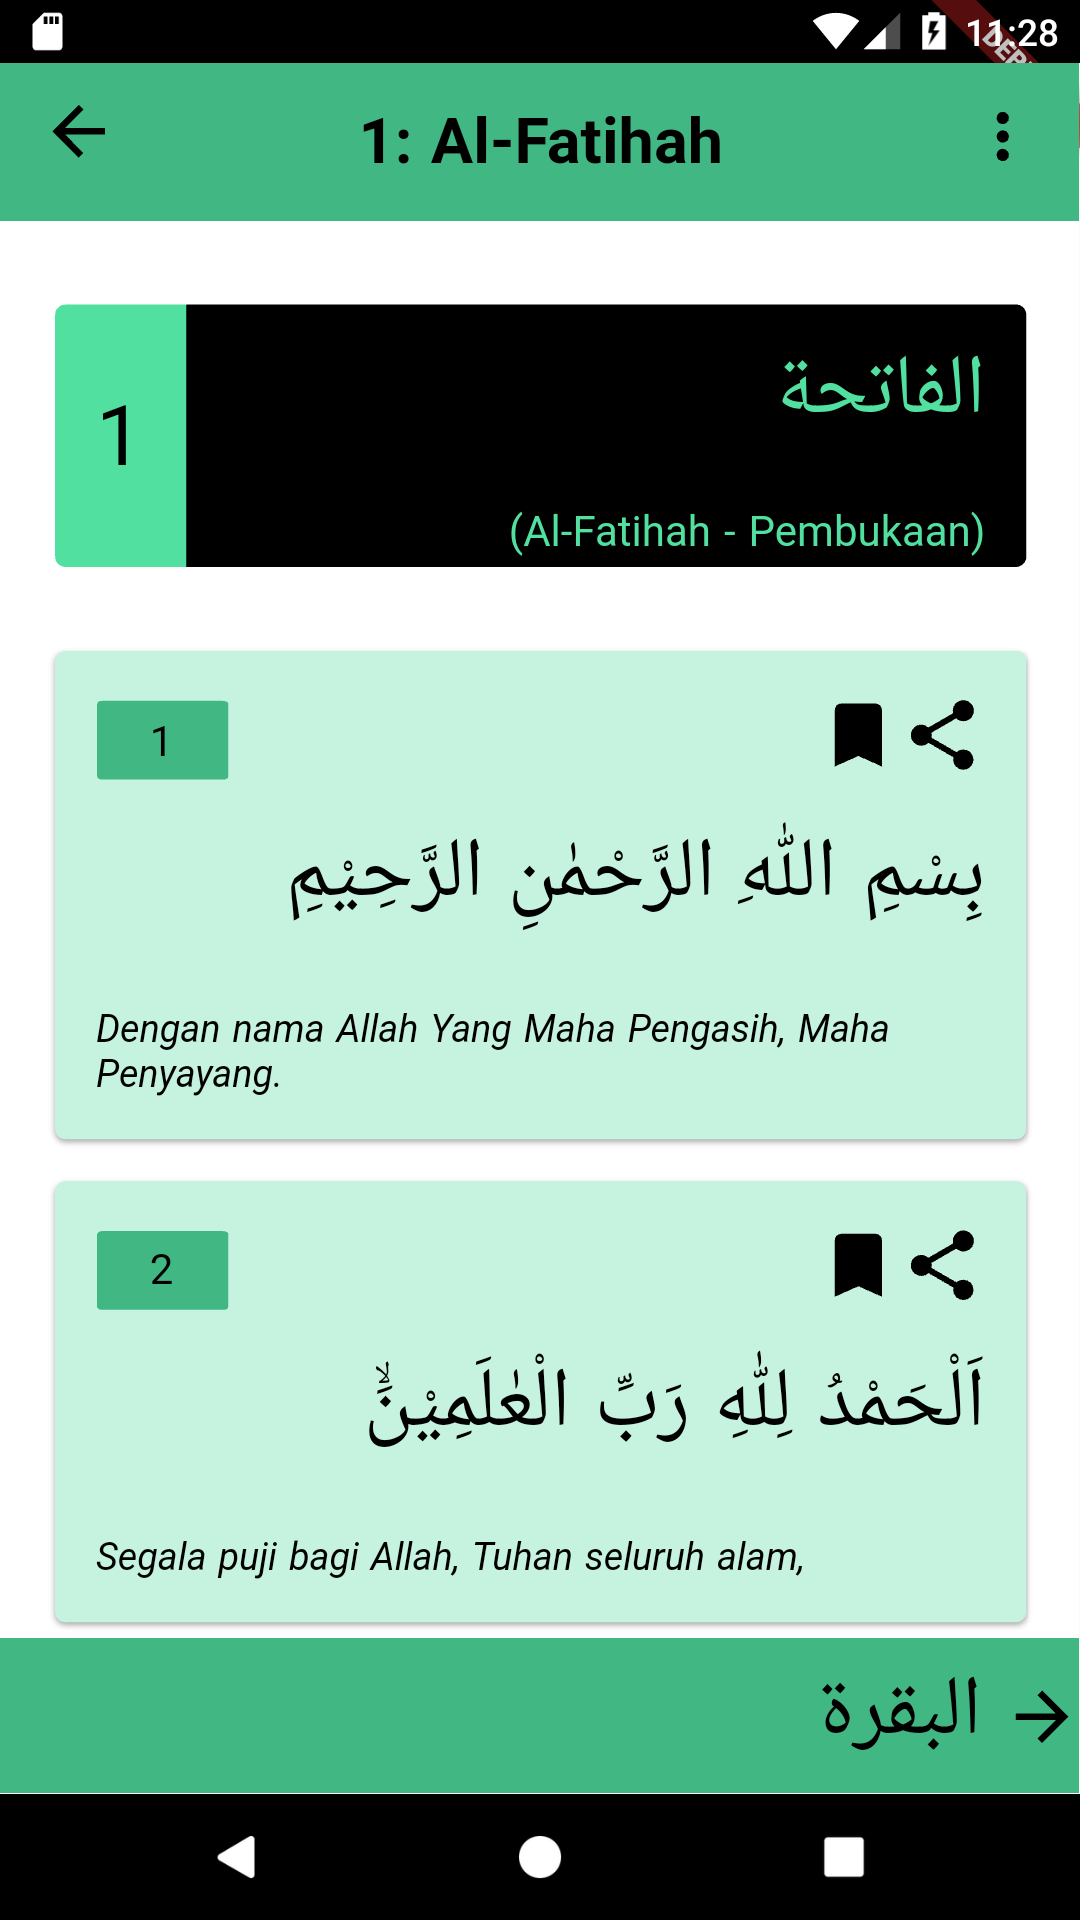 11:28
1: Al-Fatihah
1
الفاتحة
(Al-Fatihah - Pembukaan)
1
بِسْمِ اللّٰهِ الرَّحْمٰنِ الرَّحِيْمِ
Dengan nama Allah Yang Maha Pengasih, Maha
Penyayang.
2
اَلْحَمْدُ لِلّٰهِ رَبِّ الْعٰلَمِيْنَۙ
Segala puji bagi Allah, Tuhan seluruh alam,
البقرة